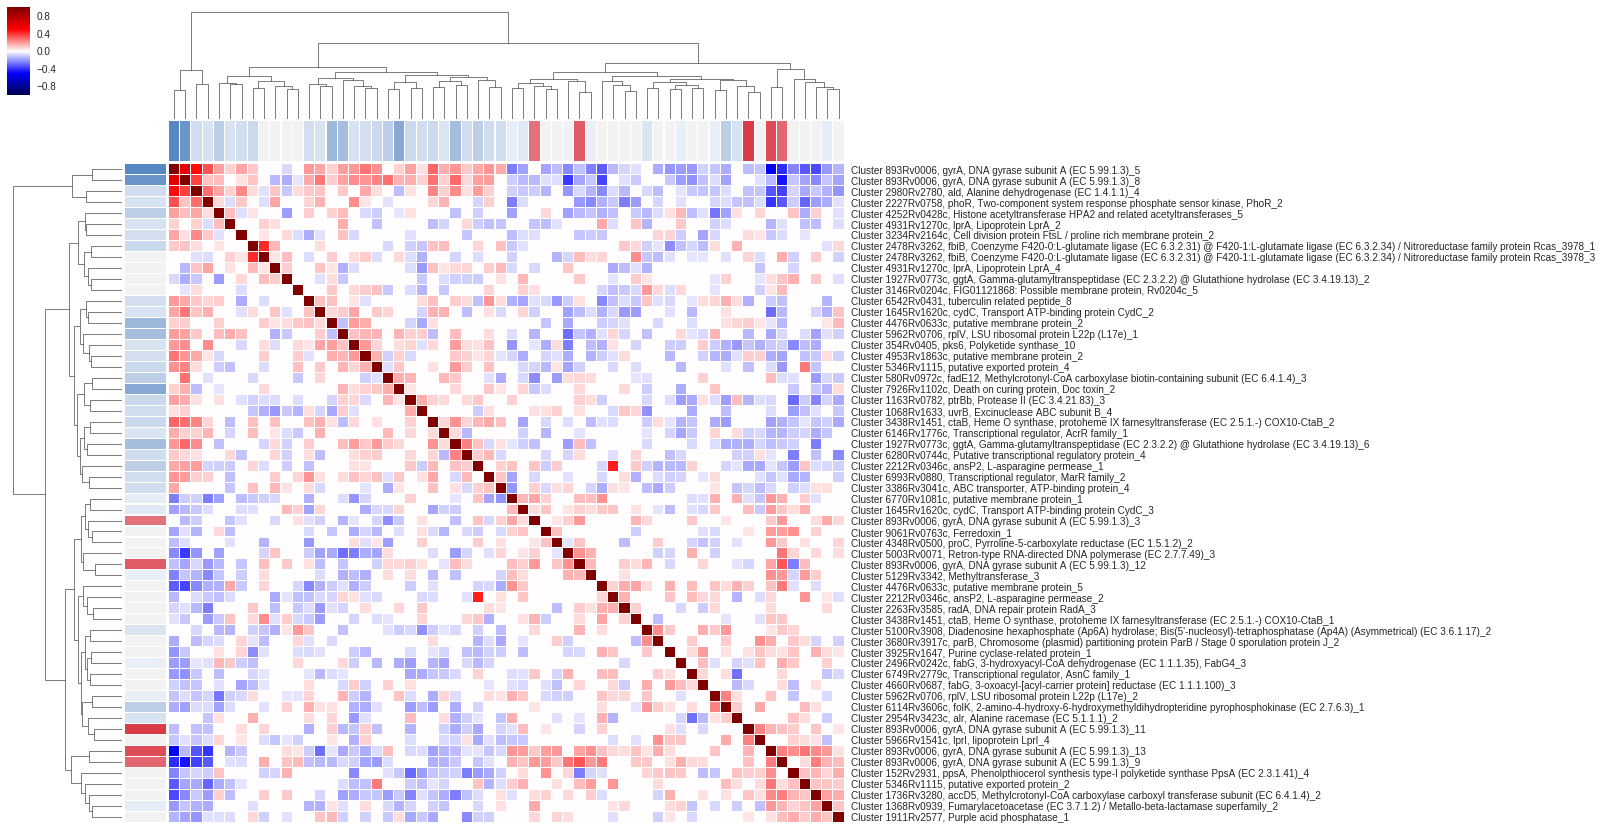 0.8
0.4
0.0
−0.4
−0.8
Cluster 893Rv0006, gyrA, DNA gyrase subunit A (EC 5.99.1.3)_5
Cluster 893Rv0006, gyrA, DNA gyrase subunit A (EC 5.99.1.3)_8
Cluster 2980Rv2780, ald, Alanine dehydrogenase (EC 1.4.1.1)_4
Cluster 2227Rv0758, phoR, Two-component system response phosphate sensor kinase, PhoR_2
Cluster 4252Rv0428c, Histone acetyltransferase HPA2 and related acetyltransferases_5
Cluster 4931Rv1270c, lprA, Lipoprotein LprA_2
Cluster 3234Rv2164c, Cell division protein FtsL / proline rich membrane protein_2
Cluster 2478Rv3262, fbiB, Coenzyme F420-0:L-glutamate ligase (EC 6.3.2.31) @ F420-1:L-glutamate ligase (EC 6.3.2.34) / Nitroreductase family protein Rcas_3978_1
Cluster 2478Rv3262, fbiB, Coenzyme F420-0:L-glutamate ligase (EC 6.3.2.31) @ F420-1:L-glutamate ligase (EC 6.3.2.34) / Nitroreductase family protein Rcas_3978_3
Cluster 4931Rv1270c, lprA, Lipoprotein LprA_4
Cluster 1927Rv0773c, ggtA, Gamma-glutamyltranspeptidase (EC 2.3.2.2) @ Glutathione hydrolase (EC 3.4.19.13)_2
Cluster 3146Rv0204c, FIG01121868: Possible membrane protein, Rv0204c_5
Cluster 6542Rv0431, tuberculin related peptide_8
Cluster 1645Rv1620c, cydC, Transport ATP-binding protein CydC_2
Cluster 4476Rv0633c, putative membrane protein_2
Cluster 5962Rv0706, rplV, LSU ribosomal protein L22p (L17e)_1
Cluster 354Rv0405, pks6, Polyketide synthase_10
Cluster 4953Rv1863c, putative membrane protein_2
Cluster 5346Rv1115, putative exported protein_4
Cluster 580Rv0972c, fadE12, Methylcrotonyl-CoA carboxylase biotin-containing subunit (EC 6.4.1.4)_3
Cluster 7926Rv1102c, Death on curing protein, Doc toxin_2
Cluster 1163Rv0782, ptrBb, Protease II (EC 3.4.21.83)_3
Cluster 1068Rv1633, uvrB, Excinuclease ABC subunit B_4
Cluster 3438Rv1451, ctaB, Heme O synthase, protoheme IX farnesyltransferase (EC 2.5.1.-) COX10-CtaB_2
Cluster 6146Rv1776c, Transcriptional regulator, AcrR family_1
Cluster 1927Rv0773c, ggtA, Gamma-glutamyltranspeptidase (EC 2.3.2.2) @ Glutathione hydrolase (EC 3.4.19.13)_6
Cluster 6280Rv0744c, Putative transcriptional regulatory protein_4
Cluster 2212Rv0346c, ansP2, L-asparagine permease_1
Cluster 6993Rv0880, Transcriptional regulator, MarR family_2
Cluster 3386Rv3041c, ABC transporter, ATP-binding protein_4
Cluster 6770Rv1081c, putative membrane protein_1
Cluster 1645Rv1620c, cydC, Transport ATP-binding protein CydC_3
Cluster 893Rv0006, gyrA, DNA gyrase subunit A (EC 5.99.1.3)_3
Cluster 9061Rv0763c, Ferredoxin_1
Cluster 4348Rv0500, proC, Pyrroline-5-carboxylate reductase (EC 1.5.1.2)_2
Cluster 5003Rv0071, Retron-type RNA-directed DNA polymerase (EC 2.7.7.49)_3
Cluster 893Rv0006, gyrA, DNA gyrase subunit A (EC 5.99.1.3)_12
Cluster 5129Rv3342, Methyltransferase_3
Cluster 4476Rv0633c, putative membrane protein_5
Cluster 2212Rv0346c, ansP2, L-asparagine permease_2
Cluster 2263Rv3585, radA, DNA repair protein RadA_3
Cluster 3438Rv1451, ctaB, Heme O synthase, protoheme IX farnesyltransferase (EC 2.5.1.-) COX10-CtaB_1
Cluster 5100Rv3908, Diadenosine hexaphosphate (Ap6A) hydrolase; Bis(5'-nucleosyl)-tetraphosphatase (Ap4A) (Asymmetrical) (EC 3.6.1.17)_2
Cluster 3680Rv3917c, parB, Chromosome (plasmid) partitioning protein ParB / Stage 0 sporulation protein J_2
Cluster 3925Rv1647, Purine cyclase-related protein_1
Cluster 2496Rv0242c, fabG, 3-hydroxyacyl-CoA dehydrogenase (EC 1.1.1.35), FabG4_3
Cluster 6749Rv2779c, Transcriptional regulator, AsnC family_1
Cluster 4660Rv0687, fabG, 3-oxoacyl-[acyl-carrier protein] reductase (EC 1.1.1.100)_3
Cluster 5962Rv0706, rplV, LSU ribosomal protein L22p (L17e)_2
Cluster 6114Rv3606c, folK, 2-amino-4-hydroxy-6-hydroxymethyldihydropteridine pyrophosphokinase (EC 2.7.6.3)_1
Cluster 2954Rv3423c, alr, Alanine racemase (EC 5.1.1.1)_2
Cluster 893Rv0006, gyrA, DNA gyrase subunit A (EC 5.99.1.3)_11
Cluster 5966Rv1541c, lprI, lipoprotein LprI_4
Cluster 893Rv0006, gyrA, DNA gyrase subunit A (EC 5.99.1.3)_13
Cluster 893Rv0006, gyrA, DNA gyrase subunit A (EC 5.99.1.3)_9
Cluster 152Rv2931, ppsA, Phenolpthiocerol synthesis type-I polyketide synthase PpsA (EC 2.3.1.41)_4
Cluster 5346Rv1115, putative exported protein_2
Cluster 1736Rv3280, accD5, Methylcrotonyl-CoA carboxylase carboxyl transferase subunit (EC 6.4.1.4)_2
Cluster 1368Rv0939, Fumarylacetoacetase (EC 3.7.1.2) / Metallo-beta-lactamase superfamily_2
Cluster 1911Rv2577, Purple acid phosphatase_1